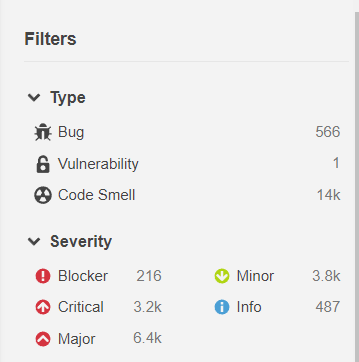 Filters
Type
Bug 566
Vulnerability 1
Code Smell 14k
Severity
Blocker 216 Minor 3.8k
Critical 3.2k Info 487
Major 6.4k